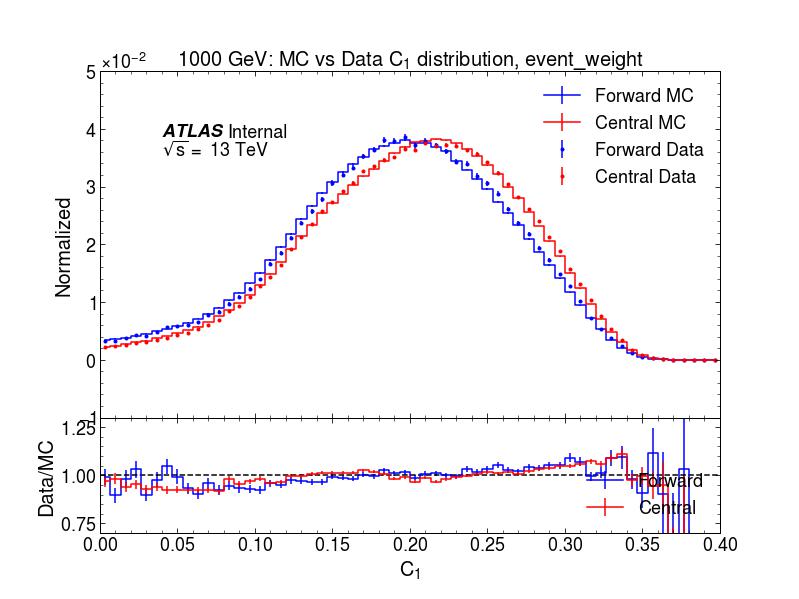 ×10⁻²
1000 GeV: MC vs Data C₁ distribution, event_weight
5
4
3
2
1
0
−1
Normalized
ATLAS Internal
√s = 13 TeV
Forward MC
Central MC
Forward Data
Central Data
1.25
1.00
0.75
Data/MC
Forward
Central
0.00 0.05 0.10 0.15 0.20 0.25 0.30 0.35 0.40
C₁